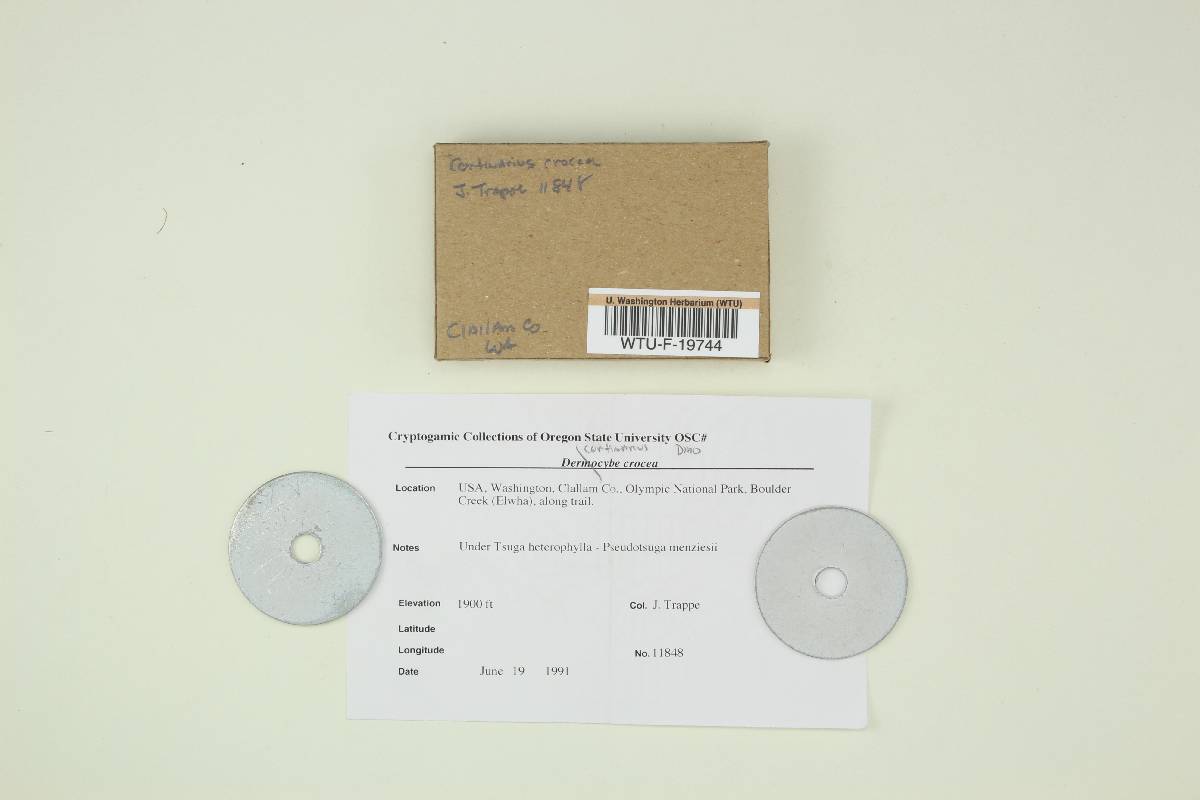 Cortinarius crocea
J. Trappe 11848
Clallam Co.
WA
U. Washington Herbarium (WTU)
WTU-F-19744
Cryptogamic Collections of Oregon State University OSC#
Cortinarius DMO
Dermocybe crocea
Location USA, Washington, Clallam Co., Olympic National Park, Boulder
Creek (Elwha), along trail.
Notes Under Tsuga heterophylla - Pseudotsuga menziesii
Elevation 1900 ft Col. J. Trappe
Latitude
Longitude No. 11848
Date June 19 1991